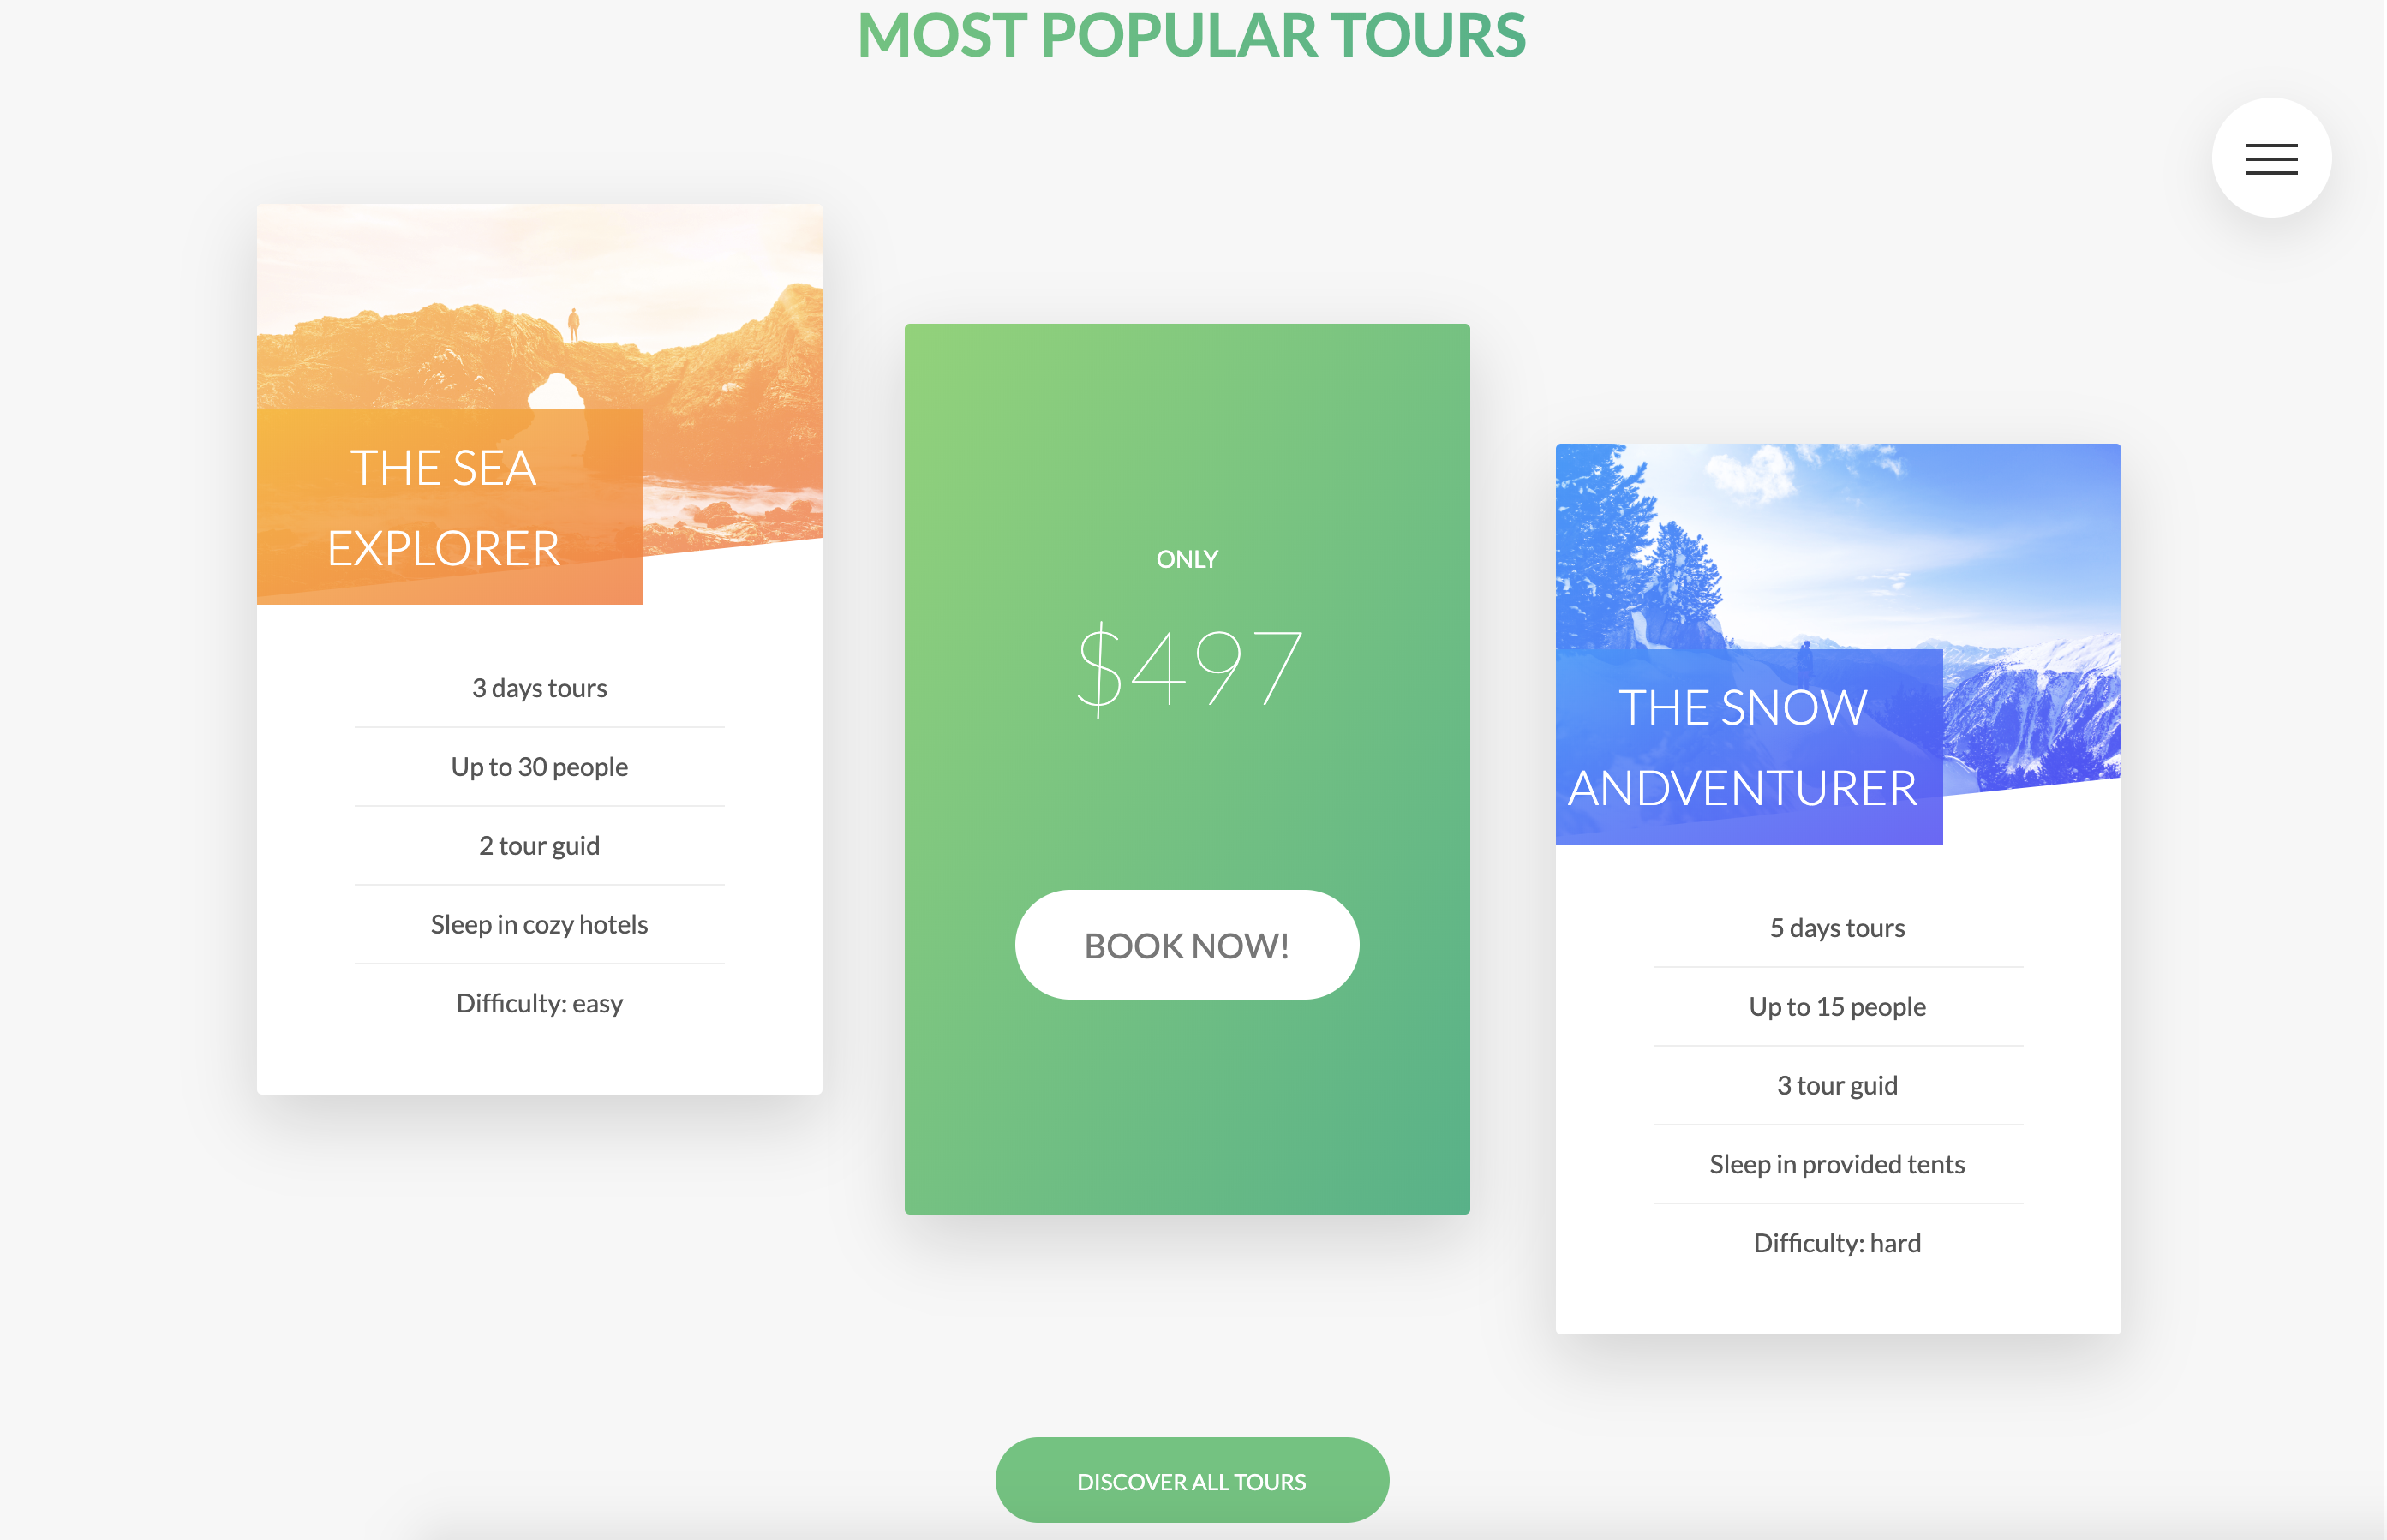 MOST POPULAR TOURS
THE SEA
EXPLORER
3 days tours
Up to 30 people
2 tour guid
Sleep in cozy hotels
Difficulty: easy
ONLY
$497
BOOK NOW!
THE SNOW
ANDVENTURER
5 days tours
Up to 15 people
3 tour guid
Sleep in provided tents
Difficulty: hard
DISCOVER ALL TOURS